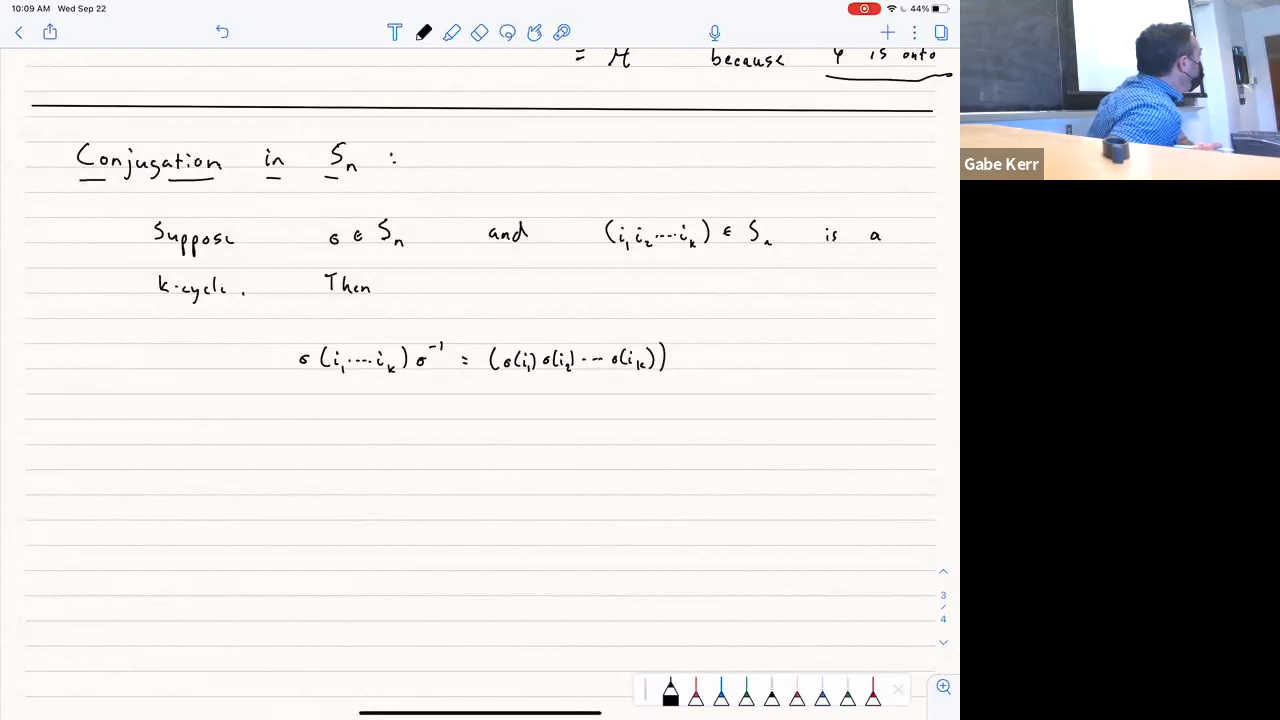 10:09 AM Wed Sep 22
44%
= H because φ is onto
Gabe Kerr
Conjugation in Sₙ :
Suppose σ ∈ Sₙ and (i₁ i₂ ⋯ iₖ) ∈ Sₙ is a
k-cycle. Then
σ (i₁ ⋯ iₖ) σ⁻¹ = (σ(i₁) σ(i₂) ⋯ σ(iₖ))
3
/
4